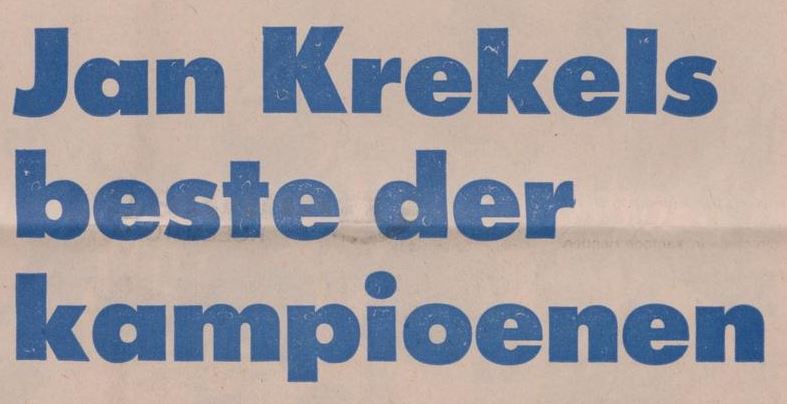 Jan Krekels
beste der
kampioenen